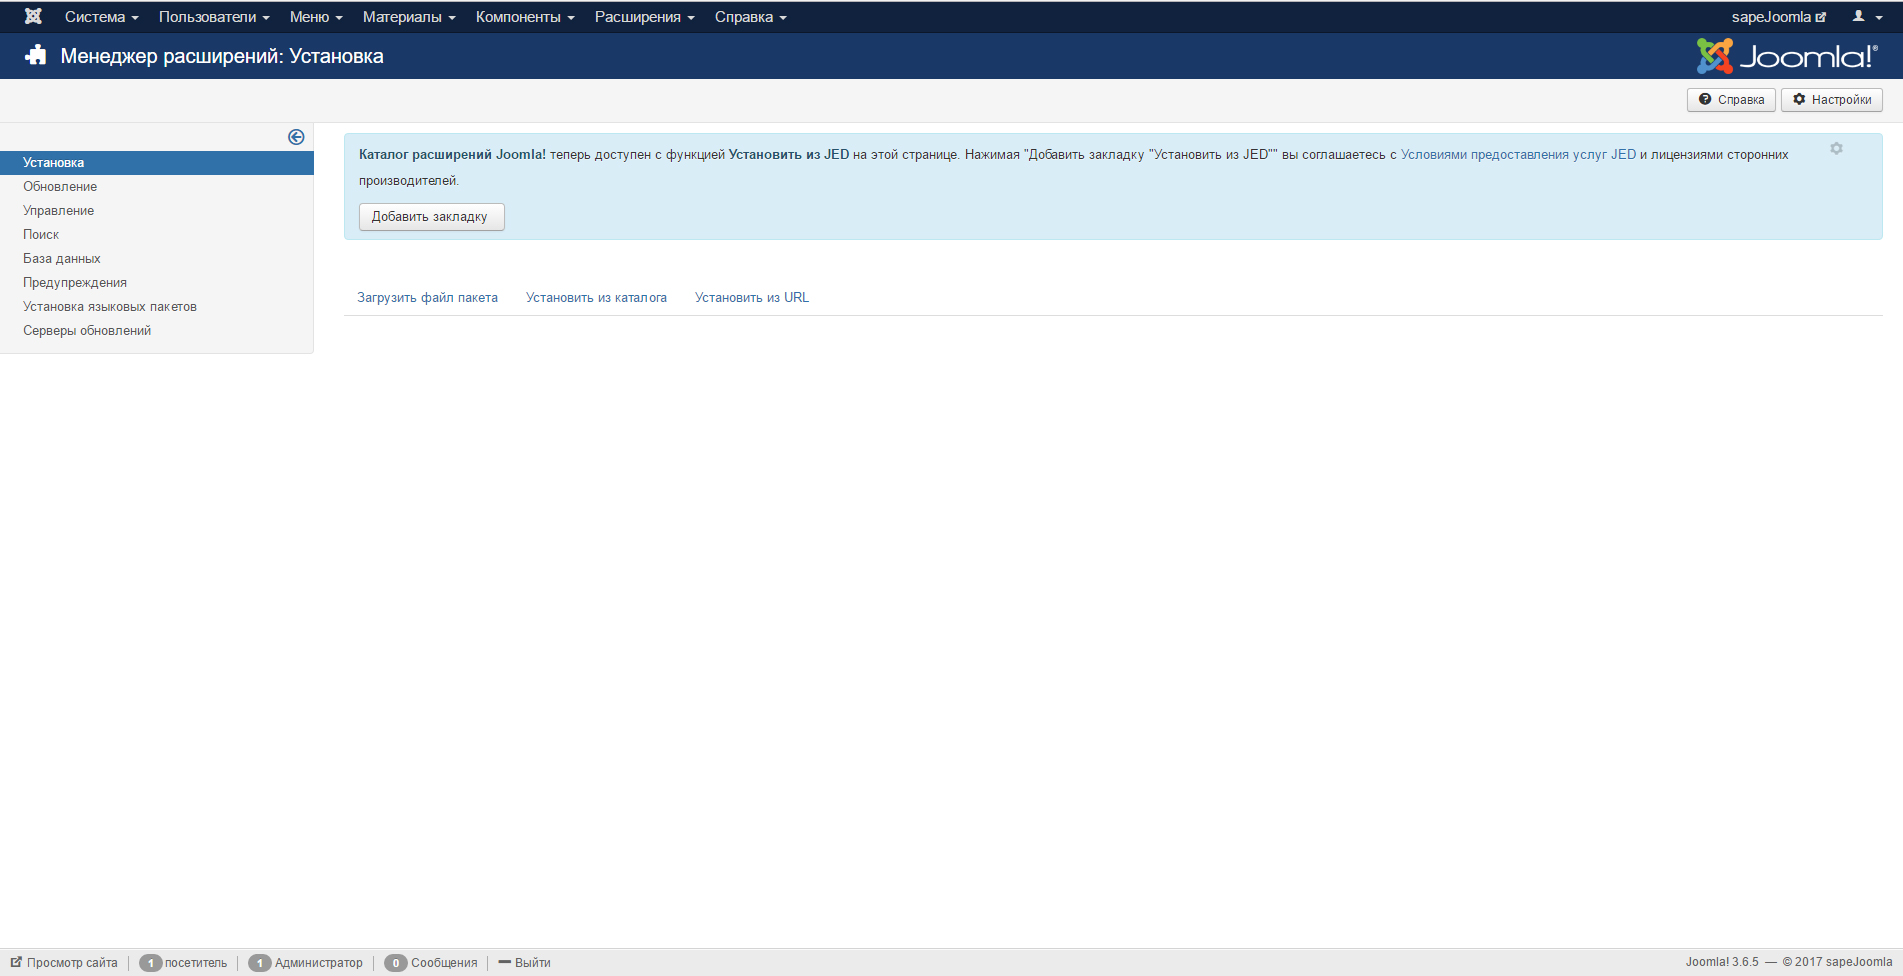 Система Пользователи Меню Материалы Компоненты Расширения Справка sapeJoomla
Менеджер расширений: Установка Joomla!®
Справка Настройки
Установка
Обновление
Управление
Поиск
База данных
Предупреждения
Установка языковых пакетов
Серверы обновлений
Каталог расширений Joomla! теперь доступен с функцией Установить из JED на этой странице. Нажимая "Добавить закладку "Установить из JED"" вы соглашаетесь с Условиями предоставления услуг JED и лицензиями сторонних
производителей.
Добавить закладку
Загрузить файл пакета Установить из каталога Установить из URL
Просмотр сайта 1 посетитель 1 Администратор 0 Сообщения Выйти Joomla! 3.6.5 — © 2017 sapeJoomla